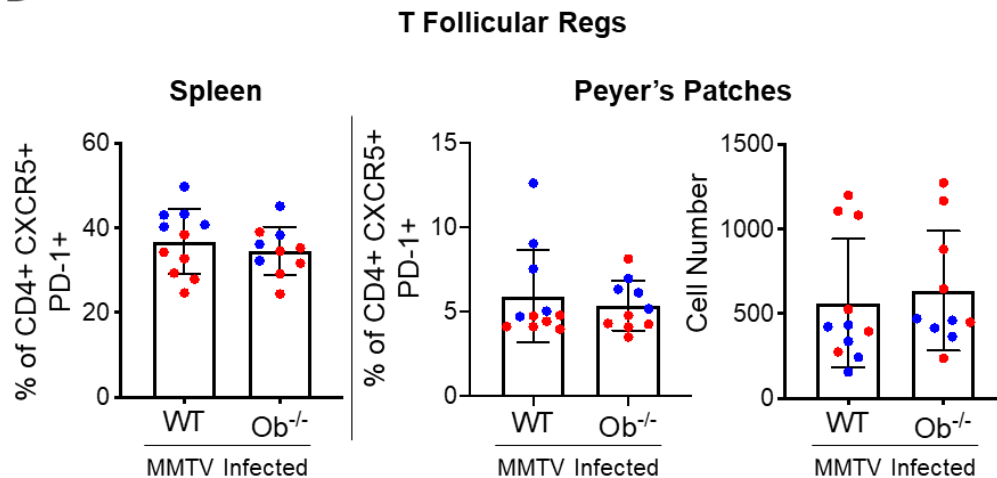 T Follicular Regs
Spleen
% of CD4+ CXCR5+
PD-1+
60
40
20
0
WT
Ob-/-
MMTV Infected
Peyer's Patches
% of CD4+ CXCR5+
PD-1+
15
10
5
0
WT
Ob-/-
MMTV Infected
Cell Number
1500
1000
500
0
WT
Ob-/-
MMTV Infected